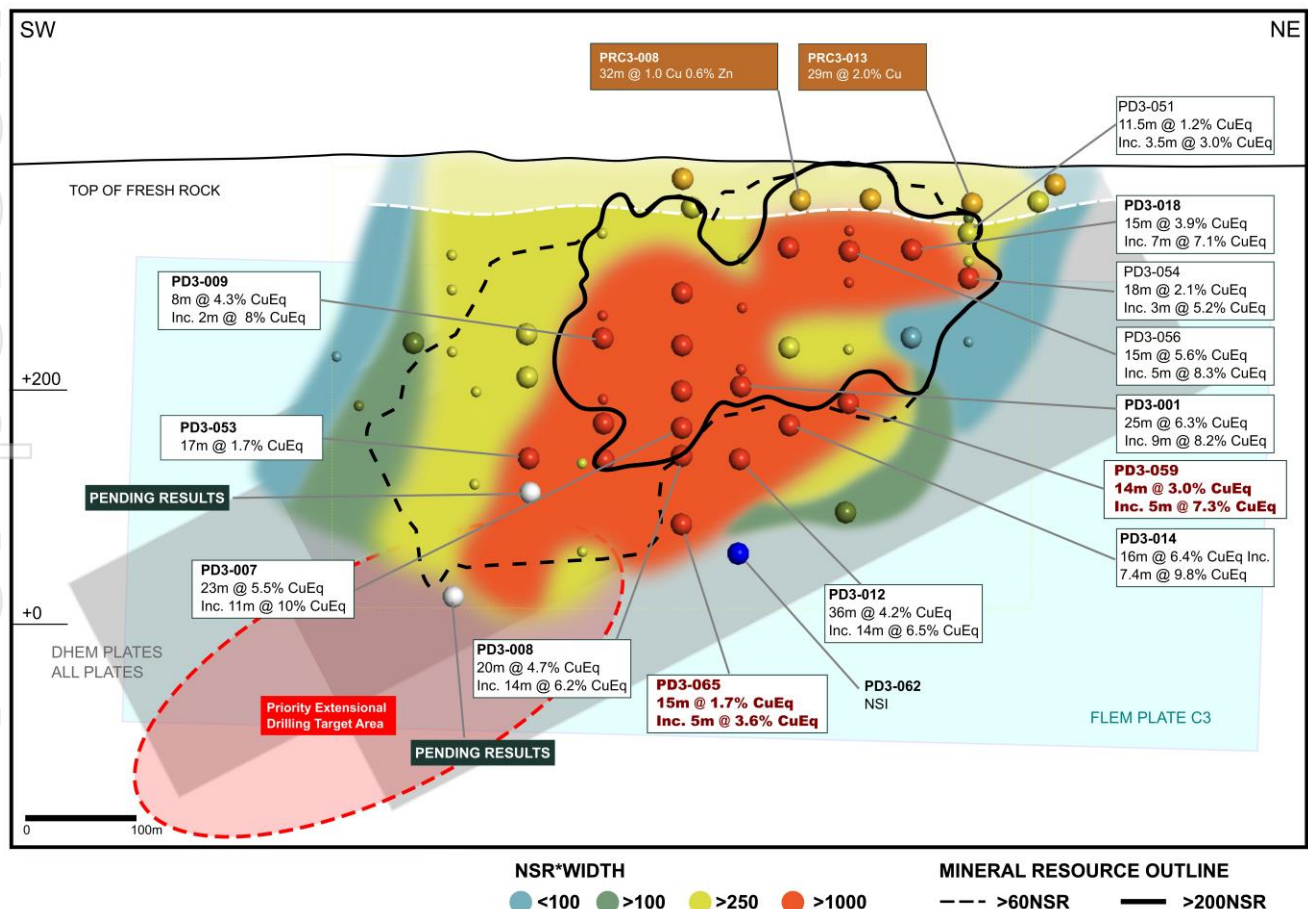 SW
NE
PRC3-008
32m @ 1.0 Cu 0.6% Zn
PRC3-013
29m @ 2.0% Cu
PD3-051
11.5m @ 1.2% CuEq
Inc. 3.5m @ 3.0% CuEq
TOP OF FRESH ROCK
PD3-018
15m @ 3.9% CuEq
Inc. 7m @ 7.1% CuEq
PD3-009
8m @ 4.3% CuEq
Inc. 2m @ 8% CuEq
PD3-054
18m @ 2.1% CuEq
Inc. 3m @ 5.2% CuEq
PD3-056
15m @ 5.6% CuEq
Inc. 5m @ 8.3% CuEq
+200
PD3-001
25m @ 6.3% CuEq
Inc. 9m @ 8.2% CuEq
PD3-053
17m @ 1.7% CuEq
PD3-059
14m @ 3.0% CuEq
Inc. 5m @ 7.3% CuEq
PENDING RESULTS
PD3-014
16m @ 6.4% CuEq Inc.
7.4m @ 9.8% CuEq
PD3-007
23m @ 5.5% CuEq
Inc. 11m @ 10% CuEq
PD3-012
36m @ 4.2% CuEq
Inc. 14m @ 6.5% CuEq
+0
DHEM PLATES
ALL PLATES
PD3-008
20m @ 4.7% CuEq
Inc. 14m @ 6.2% CuEq
PD3-065
15m @ 1.7% CuEq
Inc. 5m @ 3.6% CuEq
PD3-062
NSI
Priority Extensional
Drilling Target Area
FLEM PLATE C3
PENDING RESULTS
0 100m
NSR*WIDTH
<100 >100 >250 >1000
MINERAL RESOURCE OUTLINE
>60NSR >200NSR